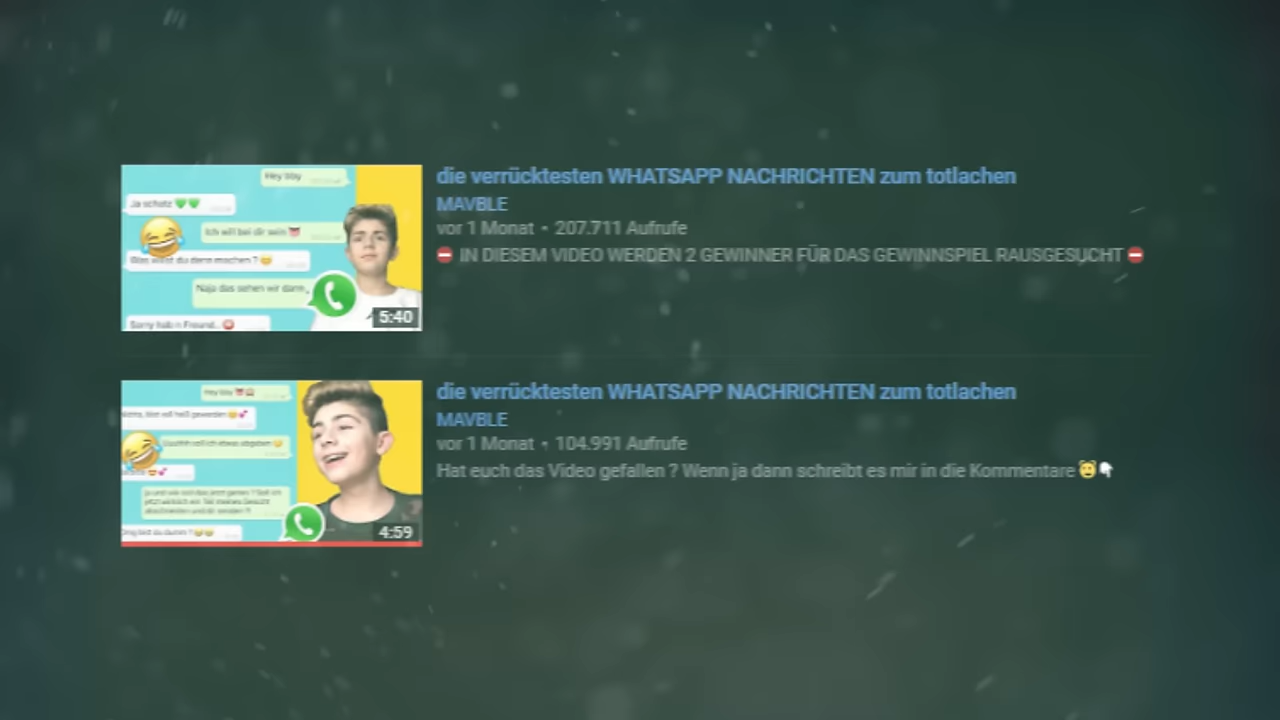 Hey bby
Ja schatz 💚💚
Ich will bei dir sein
du denn machen ?
Naja das sehen wir dann
Sorry hab n Freund...
5:40
die verrücktesten WHATSAPP NACHRICHTEN zum totlachen
MAVBLE
vor 1 Monat • 207.711 Aufrufe
⛔ IN DIESEM VIDEO WERDEN 2 GEWINNER FÜR DAS GEWINNSPIEL RAUSGESUCHT ⛔
Hey bby
4:59
die verrücktesten WHATSAPP NACHRICHTEN zum totlachen
MAVBLE
vor 1 Monat • 104.991 Aufrufe
Hat euch das Video gefallen ? Wenn ja dann schreibt es mir in die Kommentare